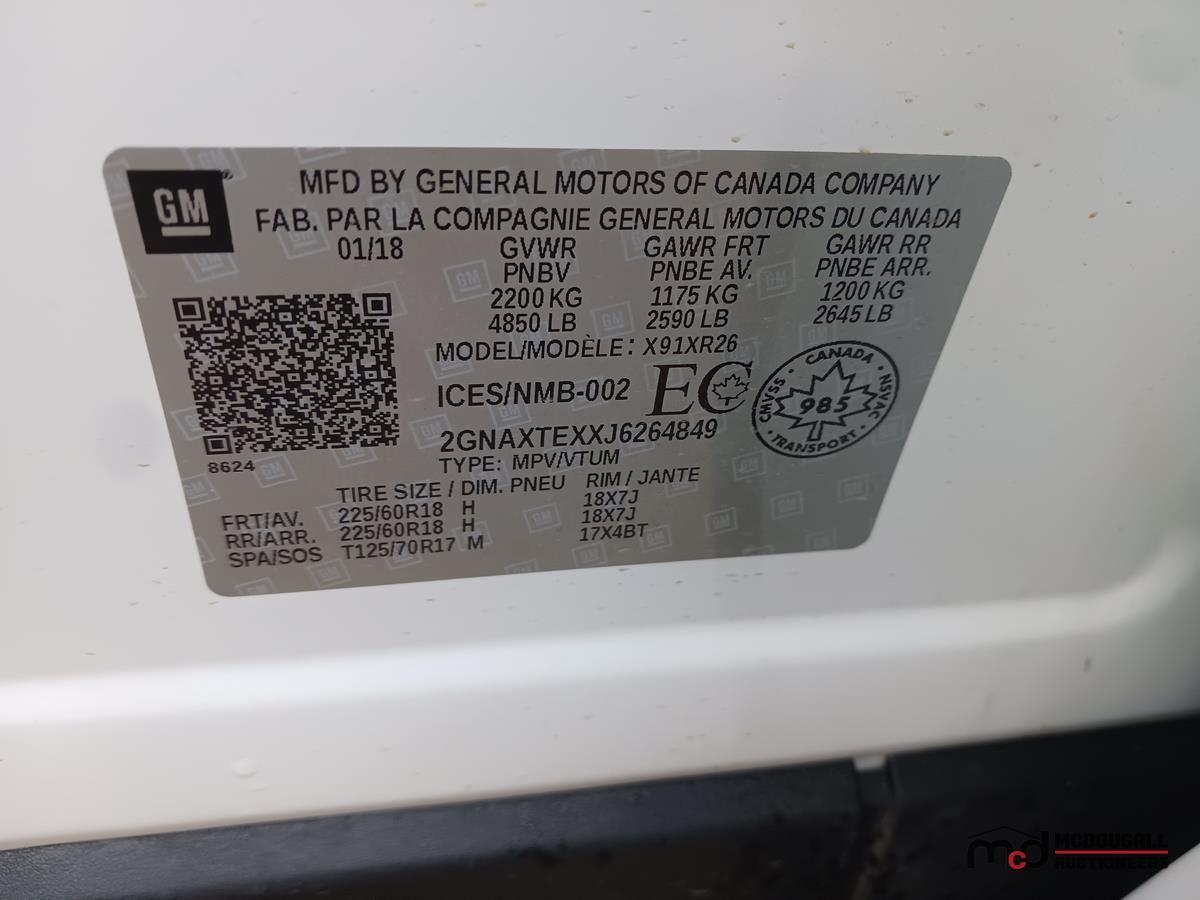 GM
MFD BY GENERAL MOTORS OF CANADA COMPANY
FAB. PAR LA COMPAGNIE GENERAL MOTORS DU CANADA
01/18 GVWR GAWR FRT GAWR RR
PNBV PNBE AV. PNBE ARR.
2200 KG 1175 KG 1200 KG
4850 LB 2590 LB 2645 LB
MODEL/MODÈLE: X91XR26
ICES/NMB-002 EC
CANADA
CMVSS 985 NSVAC
TRANSPORT
2GNAXTEXXJ6264849
8624 TYPE: MPV/VTUM
TIRE SIZE / DIM. PNEU RIM / JANTE
FRT/AV. 225/60R18 H 18X7J
RR/ARR. 225/60R18 H 18X7J
SPA/SOS T125/70R17 M 17X4BT
mcd MCDOUGALL
AUCTIONEERS